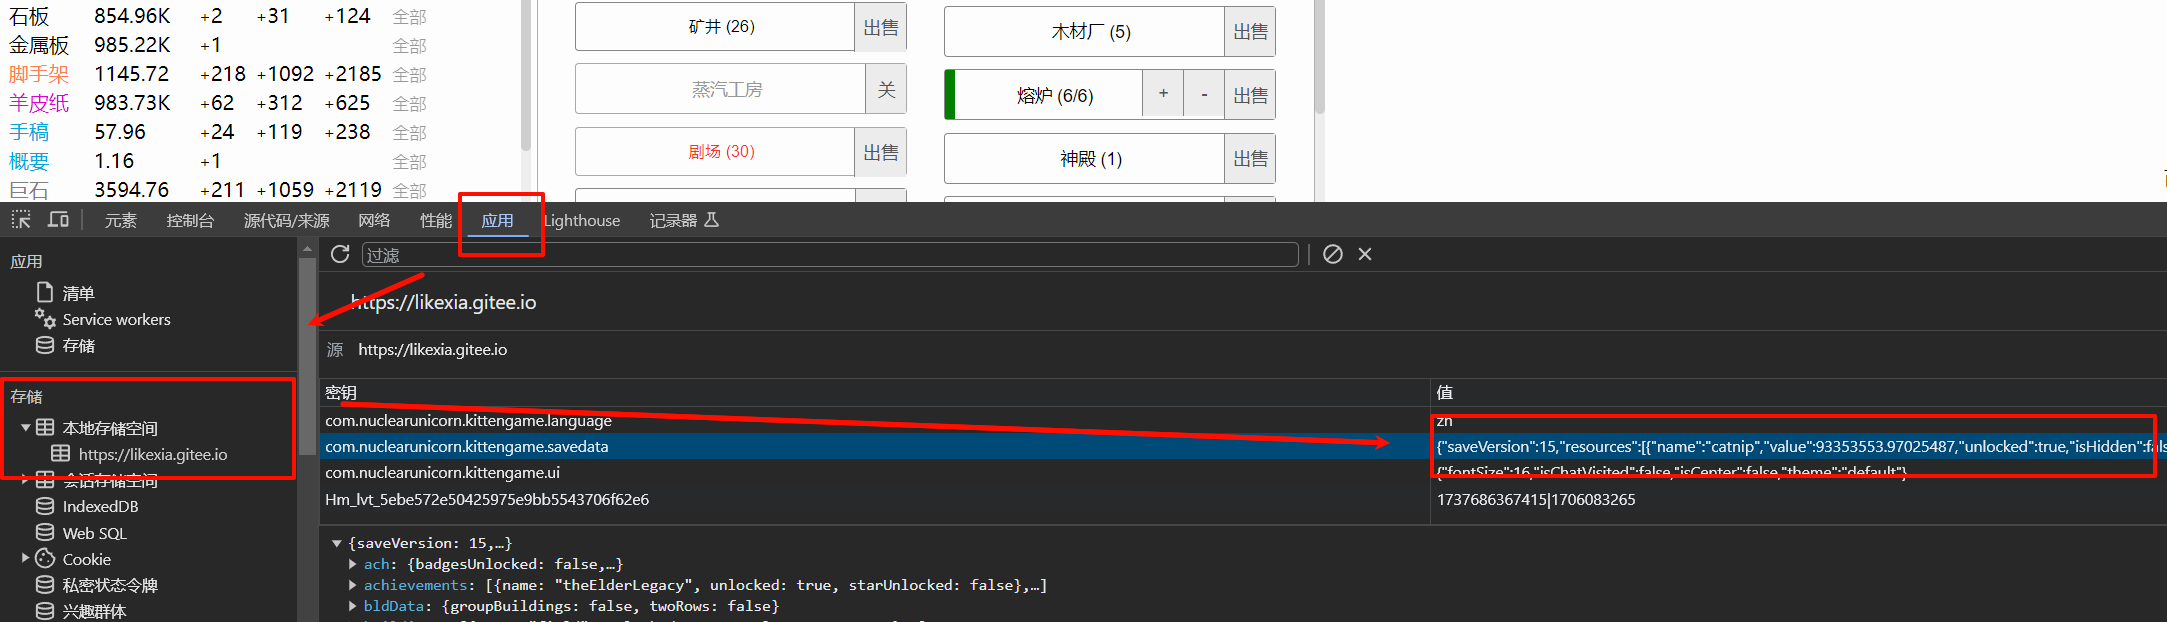 石板 854.96K +2 +31 +124 全部
金属板 985.22K +1 全部
脚手架 1145.72 +218 +1092 +2185 全部
羊皮纸 983.73K +62 +312 +625 全部
手稿 57.96 +24 +119 +238 全部
概要 1.16 +1 全部
巨石 3594.76 +211 +1059 +2119 全部
矿井 (26) 出售
木材厂 (5) 出售
蒸汽工房 关
熔炉 (6/6) + - 出售
剧场 (30) 出售
神殿 (1) 出售
元素 控制台 源代码/来源 网络 性能 应用 Lighthouse 记录器
过滤
应用
清单
Service workers
存储
存储
本地存储空间
https://likexia.gitee.io
会话存储空间
IndexedDB
Web SQL
Cookie
私密状态令牌
兴趣群体
https://likexia.gitee.io
源 https://likexia.gitee.io
密钥 值
com.nuclearunicorn.kittengame.language zh
com.nuclearunicorn.kittengame.savedata {"saveVersion":15,"resources":[{"name":"catnip","value":93353553.97025487,"unlocked":true,"isHidden":fals
com.nuclearunicorn.kittengame.ui {"fontSize":16,"isChatVisited":false,"isCenter":false,"theme":"default"}
Hm_lvt_5ebe572e50425975e9bb5543706f62e6 1737686367415|1706083265
{saveVersion: 15,…}
ach: {badgesUnlocked: false,…}
achievements: [{name: "theElderLegacy", unlocked: true, starUnlocked: false},…]
bldData: {groupBuildings: false, twoRows: false}